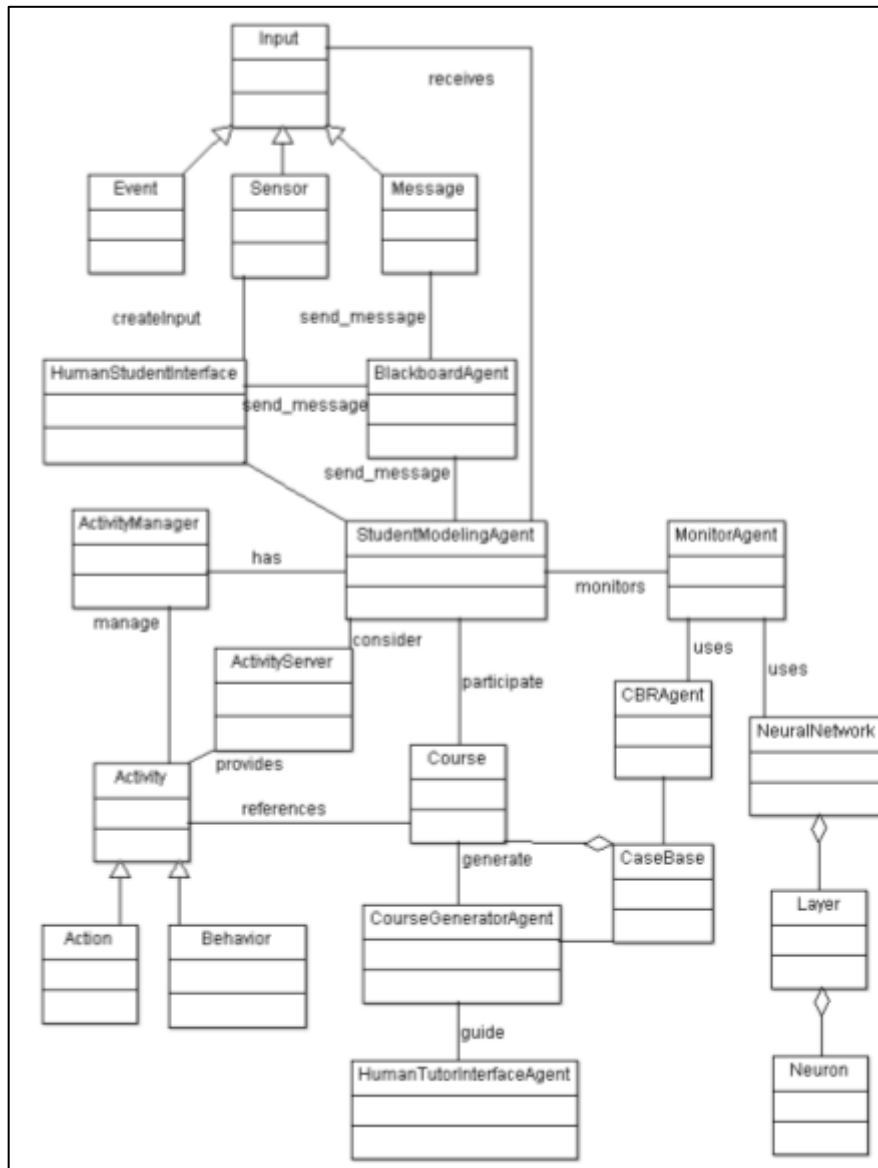 Input
receives
Event
Sensor
Message
createInput
send_message
HumanStudentInterface
BlackboardAgent
send_message
send_message
ActivityManager
StudentModelingAgent
MonitorAgent
has
monitors
manage
consider
ActivityServer
uses
uses
participate
CBRAgent
NeuralNetwork
provides
Course
Activity
references
generate
CaseBase
Layer
CourseGeneratorAgent
Action
Behavior
guide
HumanTutorInterfaceAgent
Neuron